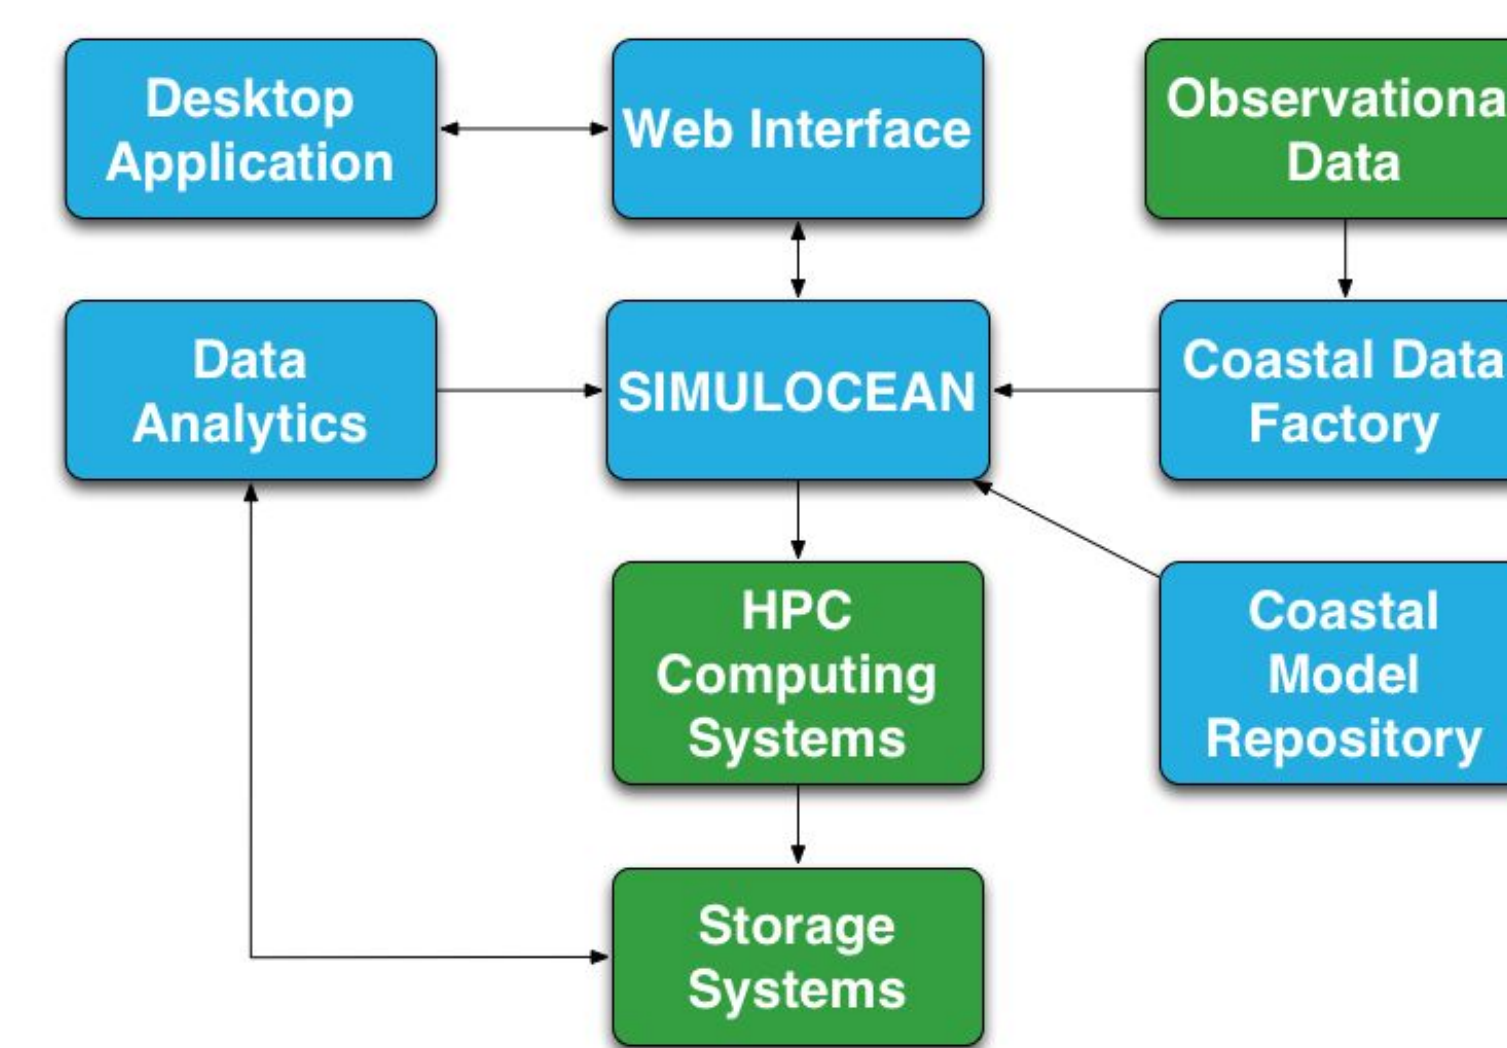 Desktop
Application
Web Interface
Observationa
Data
Data
Analytics
SIMULOCEAN
Coastal Data
Factory
HPC
Computing
Systems
Coastal
Model
Repository
Storage
Systems